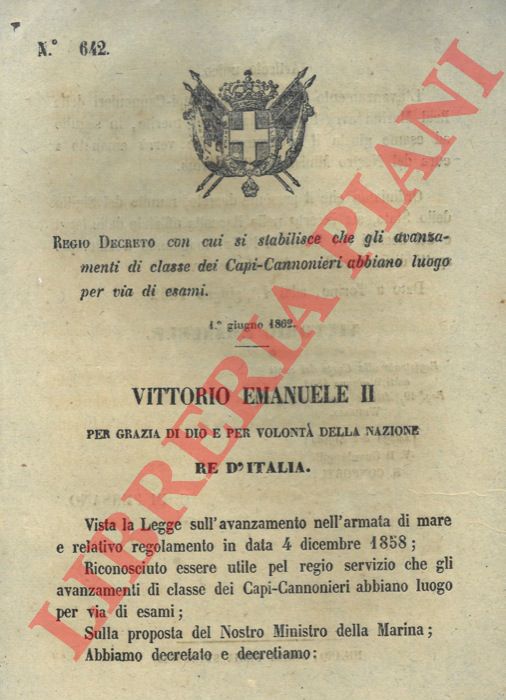 N.° 642.
REGIO DECRETO con cui si stabilisce che gli avanza-
menti di classe dei Capi-Cannonieri abbiano luogo
per via di esami.
1.° giugno 1862.
VITTORIO EMANUELE II
PER GRAZIA DI DIO E PER VOLONTÀ DELLA NAZIONE
RE D'ITALIA.
Vista la Legge sull'avanzamento nell'armata di mare
e relativo regolamento in data 4 dicembre 1858;
Riconosciuto essere utile pel regio servizio che gli
avanzamenti di classe dei Capi-Cannonieri abbiano luogo
per via di esami;
Sulla proposta del Nostro Ministro della Marina;
Abbiamo decretato e decretiamo:
LIBRERIA PIANI